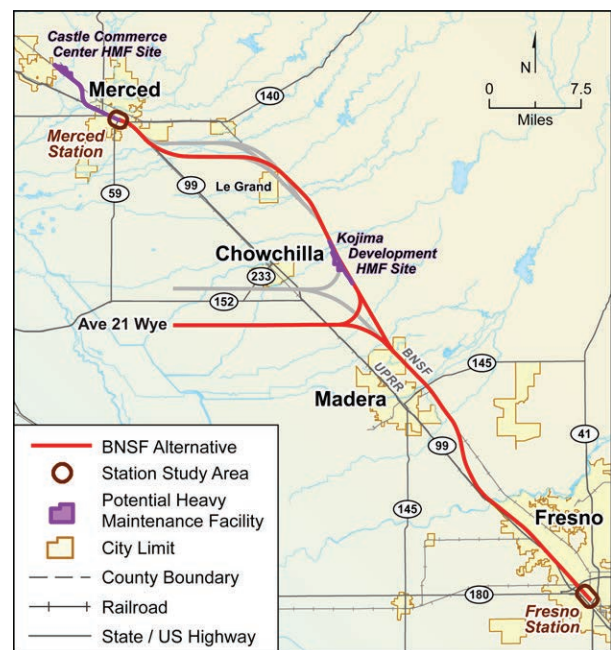 Castle Commerce
Center HMF Site
Merced
N
0 7.5
Miles
140
Merced
Station
59
99
Le Grand
Chowchilla
233
152
Kojima
Development
HMF Site
Ave 21 Wye
BNSF
UPRR
145
Madera
99
41
145
Fresno
180
Fresno
Station
BNSF Alternative
Station Study Area
Potential Heavy
Maintenance Facility
City Limit
County Boundary
Railroad
State / US Highway